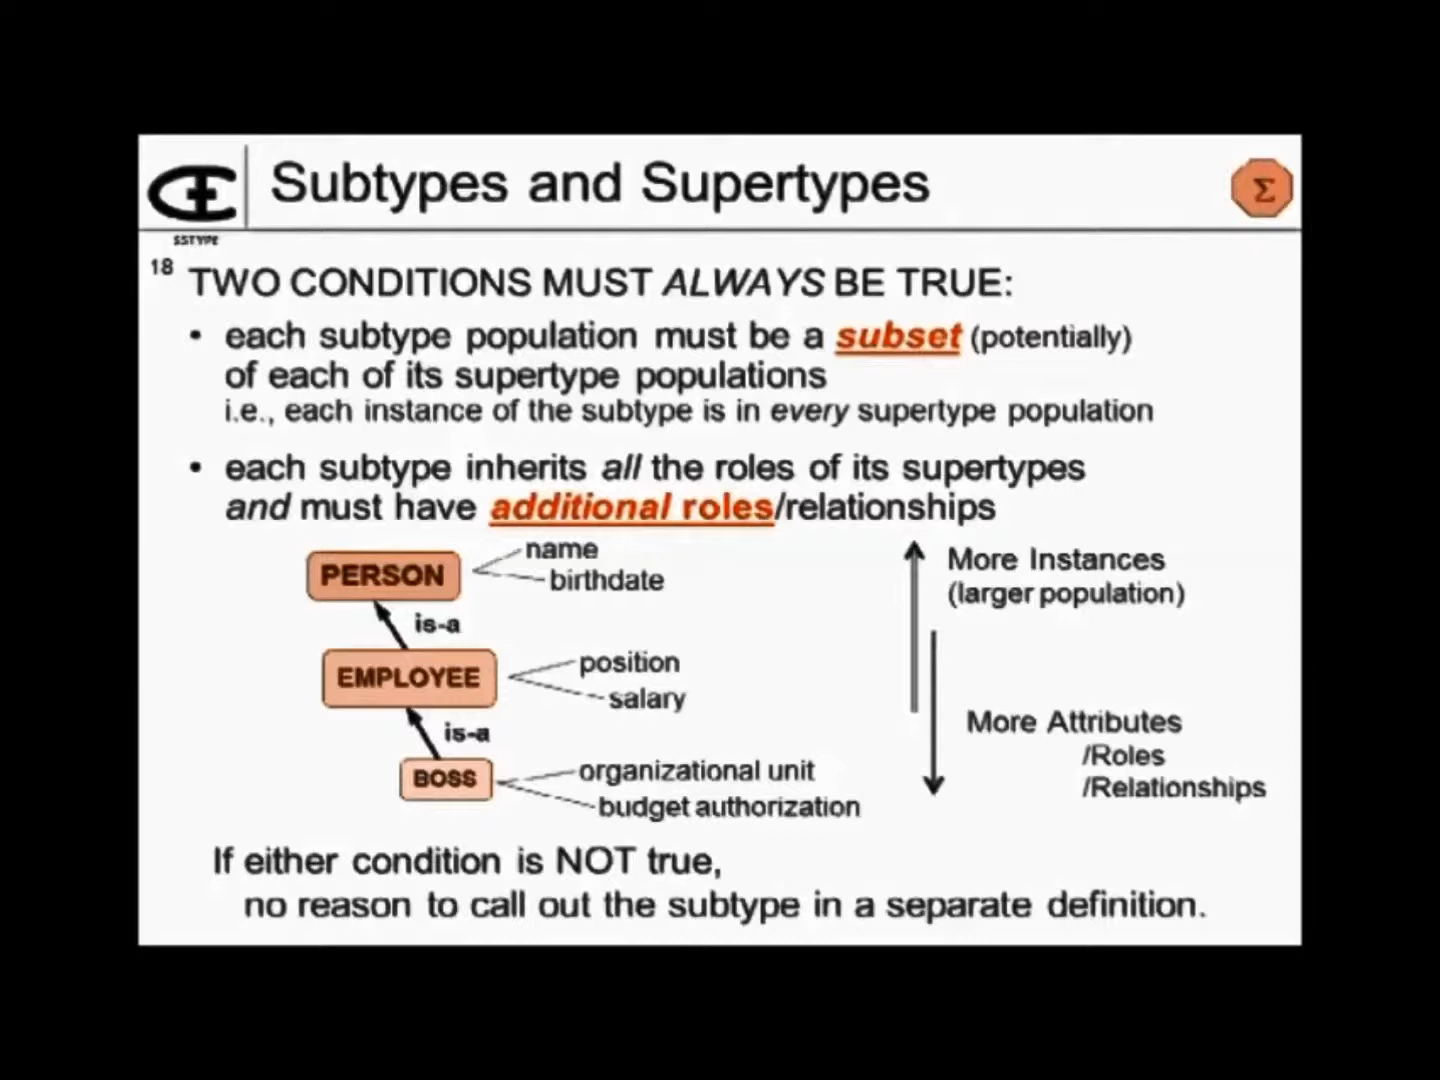 Subtypes and Supertypes
Σ
SSTYPE
18
TWO CONDITIONS MUST ALWAYS BE TRUE:
• each subtype population must be a subset (potentially)
of each of its supertype populations
i.e., each instance of the subtype is in every supertype population
• each subtype inherits all the roles of its supertypes
and must have additional roles/relationships
PERSON
name
birthdate
is-a
EMPLOYEE
position
salary
is-a
BOSS
organizational unit
budget authorization
More Instances
(larger population)
More Attributes
/Roles
/Relationships
If either condition is NOT true,
no reason to call out the subtype in a separate definition.